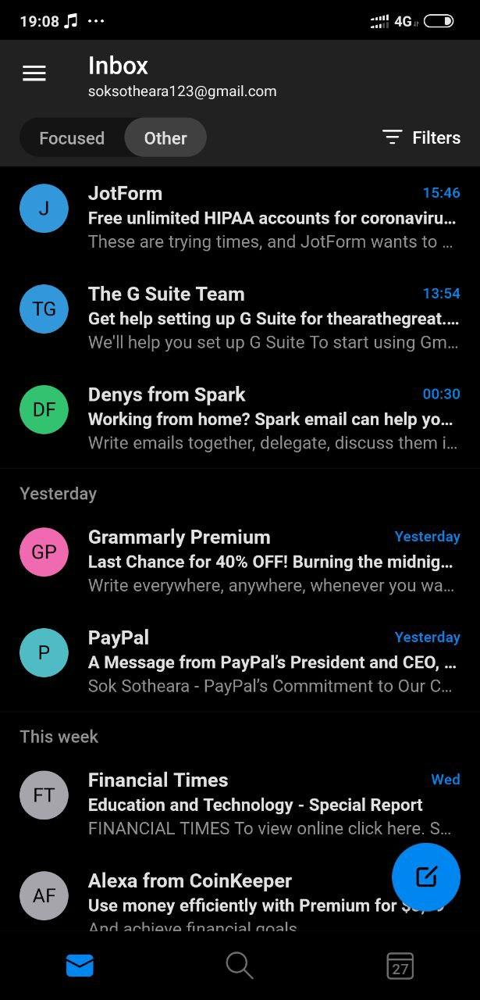 19:08
4G
Inbox
soksotheara123@gmail.com
Focused
Other
Filters
J
JotForm
15:46
Free unlimited HIPAA accounts for coronaviru...
These are trying times, and JotForm wants to ...
TG
The G Suite Team
13:54
Get help setting up G Suite for thearathegreat....
We'll help you set up G Suite To start using Gm...
DF
Denys from Spark
00:30
Working from home? Spark email can help yo...
Write emails together, delegate, discuss them i...
Yesterday
GP
Grammarly Premium
Yesterday
Last Chance for 40% OFF! Burning the midnig...
Write everywhere, anywhere, whenever you wa...
P
PayPal
Yesterday
A Message from PayPal’s President and CEO, ...
Sok Sotheara - PayPal’s Commitment to Our C...
This week
FT
Financial Times
Wed
Education and Technology - Special Report
FINANCIAL TIMES To view online click here. S...
AF
Alexa from CoinKeeper
Use money efficiently with Premium for
And achieve financial goals
27